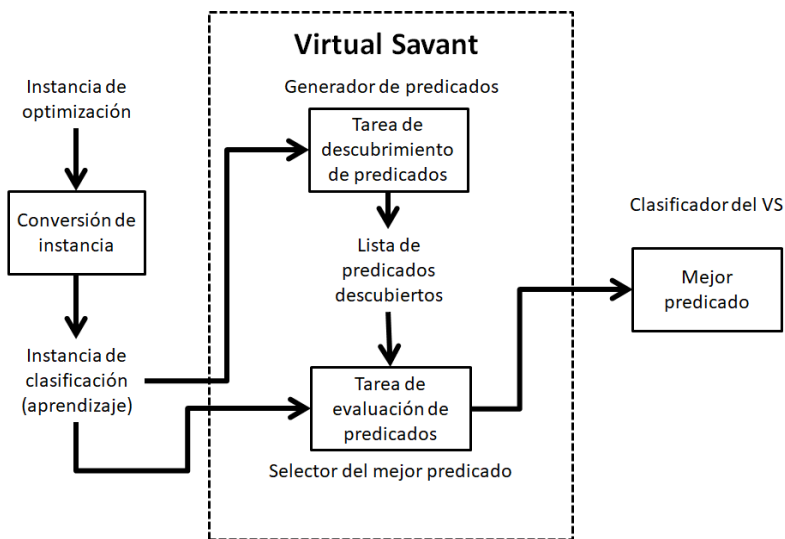 Virtual Savant
Instancia de
optimización
Conversión de
instancia
Instancia de
clasificación
(aprendizaje)
Generador de predicados
Tarea de
descubrimiento
de predicados
Lista de
predicados
descubiertos
Tarea de
evaluación de
predicados
Selector del mejor predicado
Clasificador del VS
Mejor
predicado